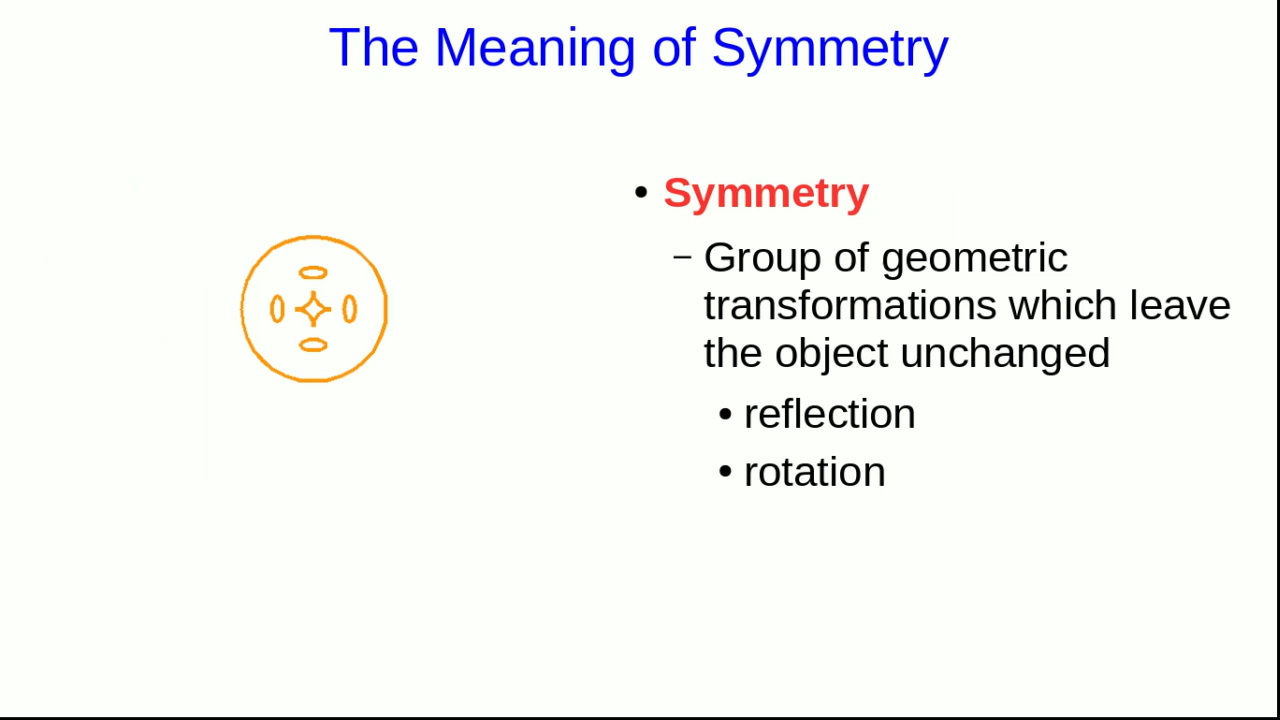 The Meaning of Symmetry
• Symmetry
– Group of geometric
transformations which leave
the object unchanged
• reflection
• rotation